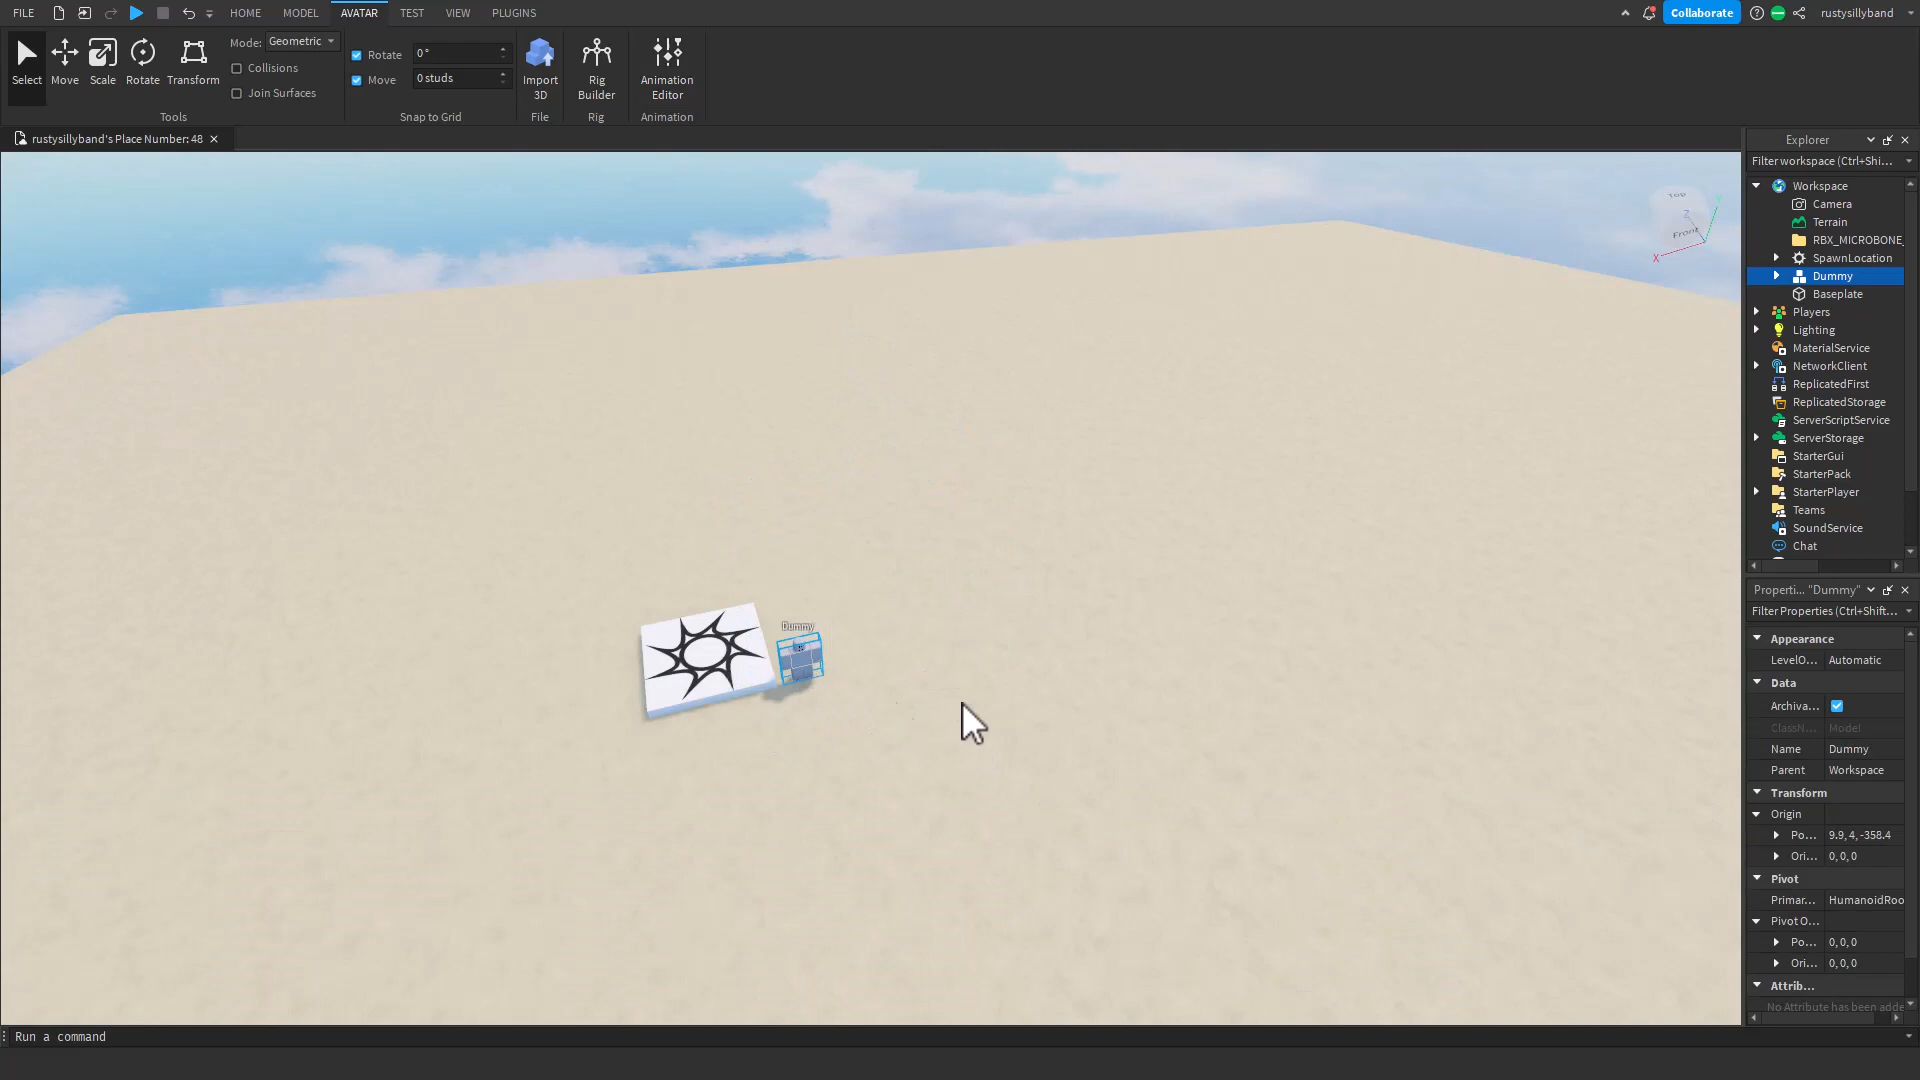 FILE HOME MODEL AVATAR TEST VIEW PLUGINS Collaborate rustysillyband
Select Move Scale Rotate Transform
Mode: Geometric
Collisions
Join Surfaces
Tools
Rotate 0°
Move 0 studs
Snap to Grid
Import
3D
File
Rig
Builder
Rig
Animation
Editor
Animation
rustysillyband's Place Number: 48
Top
Front
X
Z
Dummy
Explorer
Filter workspace (Ctrl+Shi...
Workspace
Camera
Terrain
RBX_MICROBONE_
SpawnLocation
Dummy
Baseplate
Players
Lighting
MaterialService
NetworkClient
ReplicatedFirst
ReplicatedStorage
ServerScriptService
ServerStorage
StarterGui
StarterPack
StarterPlayer
Teams
SoundService
Chat
Properti... "Dummy"
Filter Properties (Ctrl+Shift...
Appearance
LevelO... Automatic
Data
Archiva...
ClassN... Model
Name Dummy
Parent Workspace
Transform
Origin
Po... 9.9, 4, -358.4
Ori... 0, 0, 0
Pivot
Primar... HumanoidRoo
Pivot O...
Po... 0, 0, 0
Ori... 0, 0, 0
Attrib...
No Attribute has been adde
Run a command